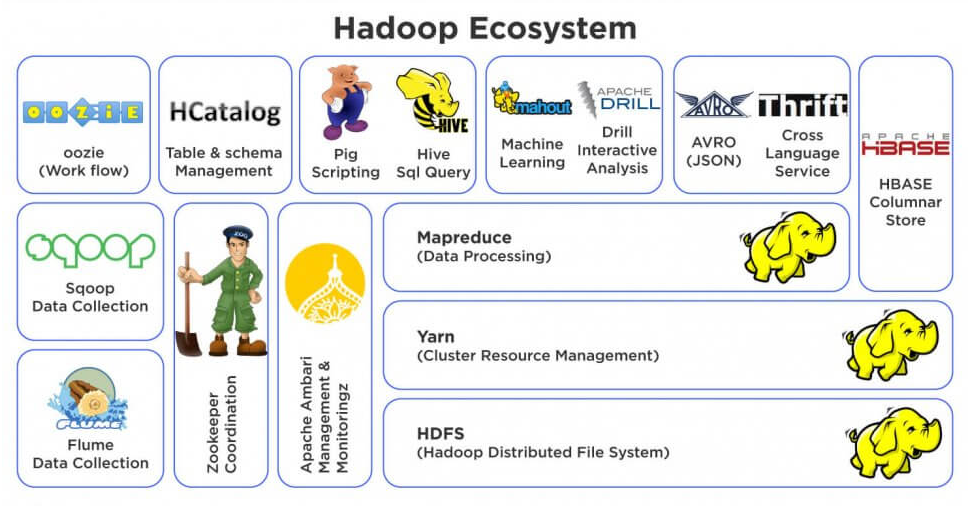 Hadoop Ecosystem
OOZiE
oozie
(Work flow)
HCatalog
Table & schema
Management
Pig
Scripting
HIVE
Hive
Sql Query
mahout
Machine
Learning
APACHE
DRILL
Drill
Interactive
Analysis
AVRO
AVRO
(JSON)
Thrift
Cross
Language
Service
APACHE
HBASE
HBASE
Columnar
Store
sqoop
Sqoop
Data Collection
FLUME
Flume
Data Collection
ZOO
Zookeeper
Coordination
Apache Ambari
Management &
Monitoringz
Mapreduce
(Data Processing)
Yarn
(Cluster Resource Management)
HDFS
(Hadoop Distributed File System)